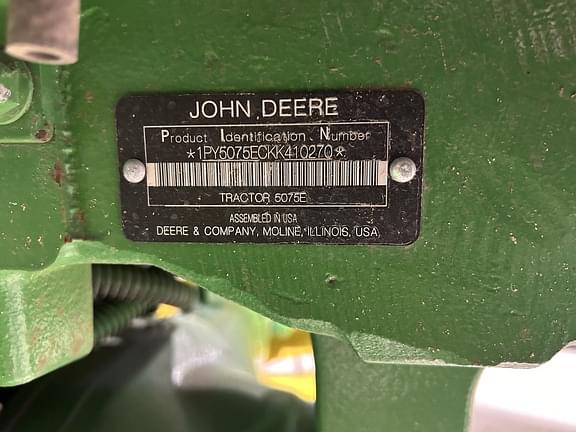 JOHN DEERE
Product Identification Number
*1PY5075ECKK410270*
TRACTOR 5075E
ASSEMBLED IN USA
DEERE & COMPANY, MOLINE, ILLINOIS, USA